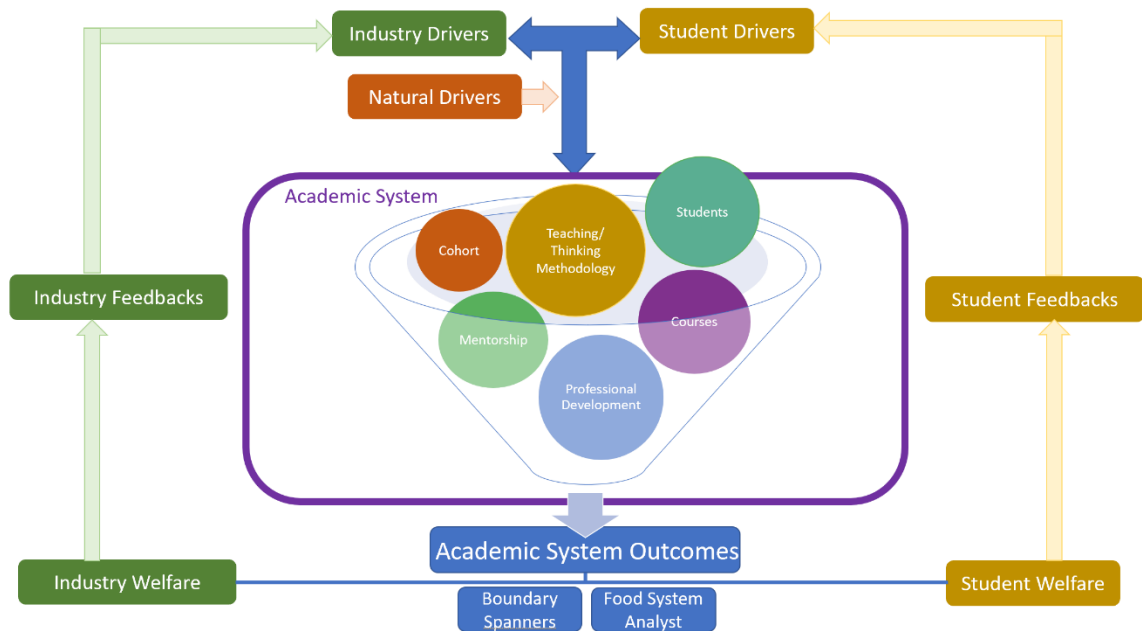 Industry Drivers
Student Drivers
Natural Drivers
Academic System
Students
Cohort
Teaching/
Thinking
Methodology
Industry Feedbacks
Student Feedbacks
Courses
Mentorship
Professional
Development
Academic System Outcomes
Industry Welfare
Student Welfare
Boundary
Spanners
Food System
Analyst